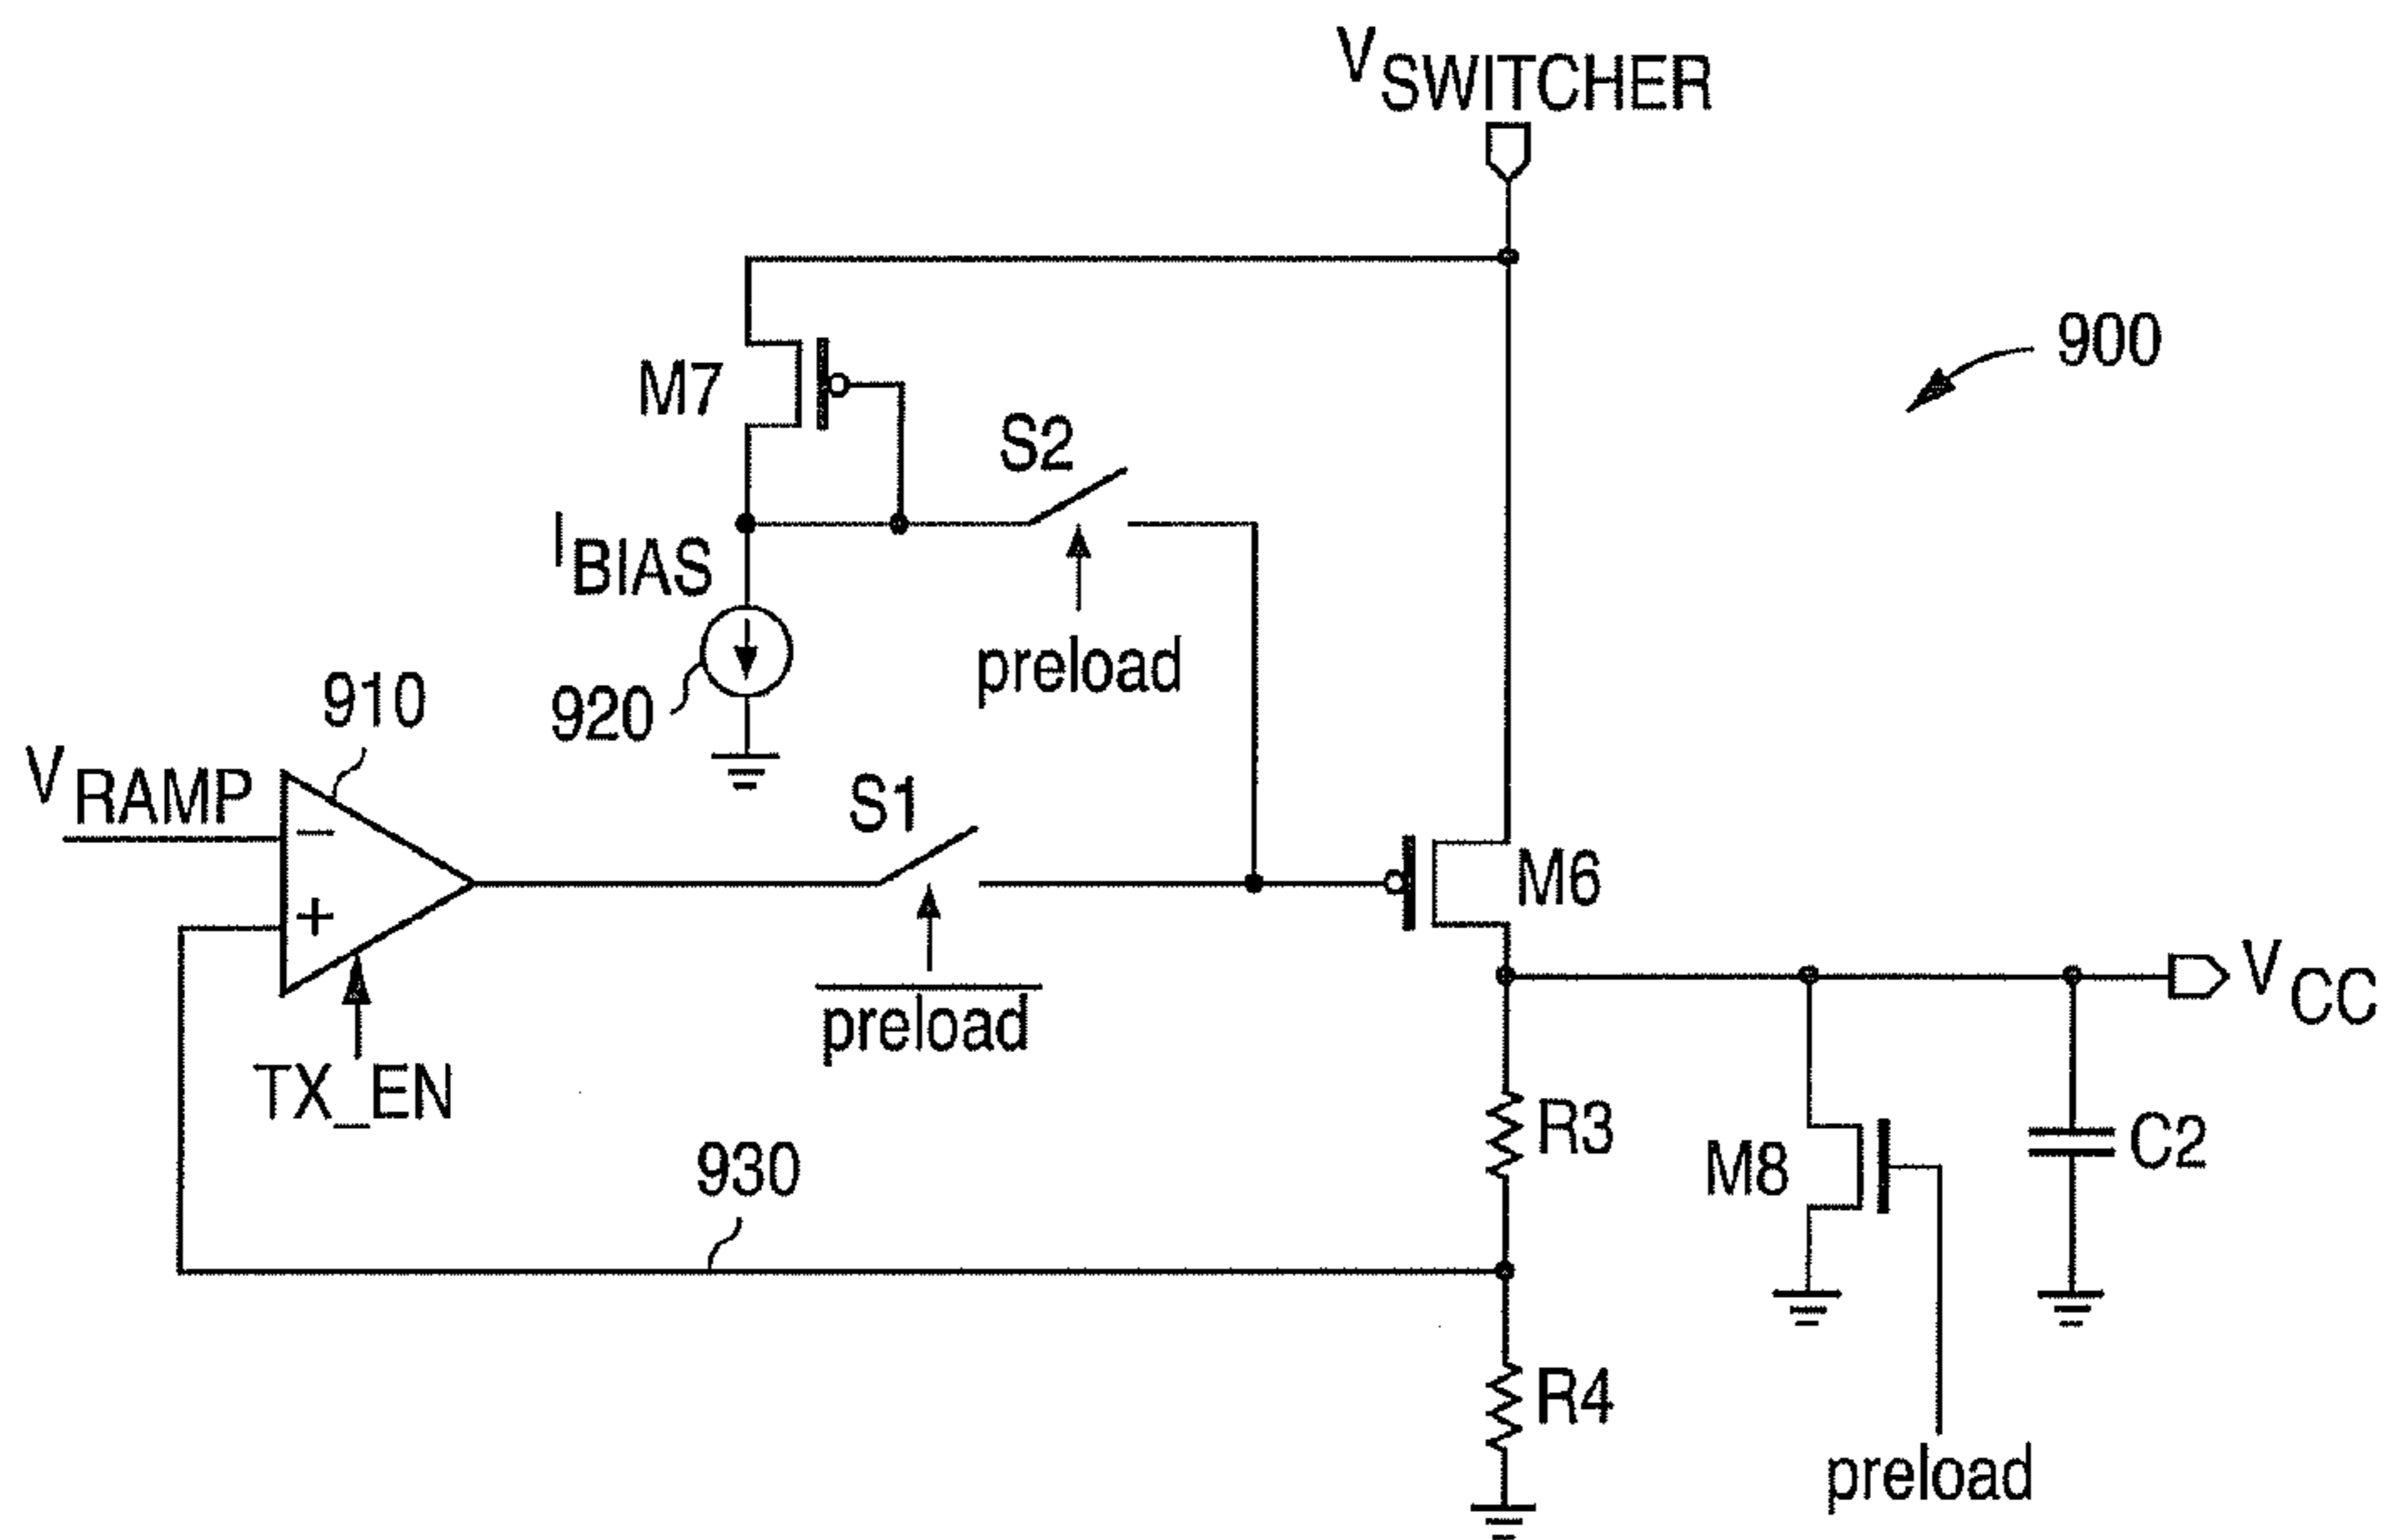 VSWITCHER
900
M7
S2
IBIAS
preload
920
910
VRAMP
S1
−
+
M6
preload
VCC
TX_EN
R3
M8
C2
930
R4
preload